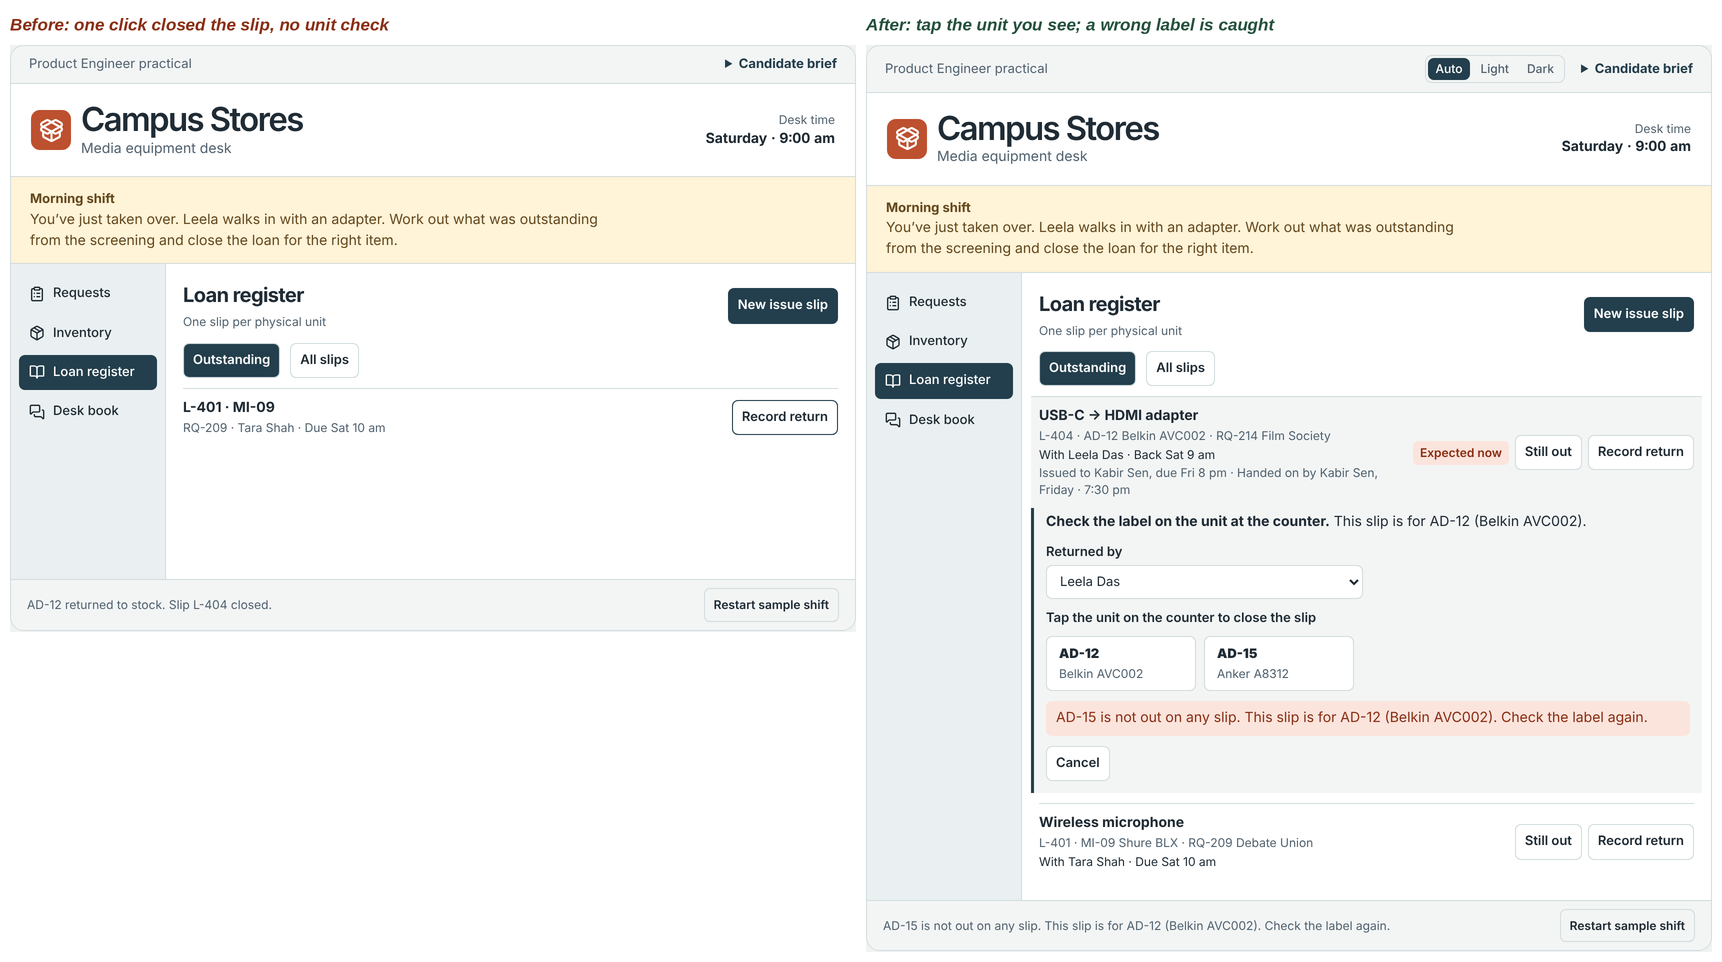 Before: one click closed the slip, no unit check
Product Engineer practical
Candidate brief
Campus Stores
Media equipment desk
Desk time
Saturday · 9:00 am
Morning shift
You’ve just taken over. Leela walks in with an adapter. Work out what was outstanding
from the screening and close the loan for the right item.
Requests
Inventory
Loan register
Desk book
Loan register
One slip per physical unit
New issue slip
Outstanding
All slips
L-401 · MI-09
RQ-209 · Tara Shah · Due Sat 10 am
Record return
AD-12 returned to stock. Slip L-404 closed.
Restart sample shift
After: tap the unit you see; a wrong label is caught
Product Engineer practical
Auto
Light
Dark
Candidate brief
Campus Stores
Media equipment desk
Desk time
Saturday · 9:00 am
Morning shift
You’ve just taken over. Leela walks in with an adapter. Work out what was outstanding
from the screening and close the loan for the right item.
Requests
Inventory
Loan register
Desk book
Loan register
One slip per physical unit
New issue slip
Outstanding
All slips
USB-C → HDMI adapter
L-404 · AD-12 Belkin AVC002 · RQ-214 Film Society
With Leela Das · Back Sat 9 am
Issued to Kabir Sen, due Fri 8 pm · Handed on by Kabir Sen,
Friday · 7:30 pm
Expected now
Still out
Record return
Check the label on the unit at the counter. This slip is for AD-12 (Belkin AVC002).
Returned by
Leela Das
Tap the unit on the counter to close the slip
AD-12
Belkin AVC002
AD-15
Anker A8312
AD-15 is not out on any slip. This slip is for AD-12 (Belkin AVC002). Check the label again.
Cancel
Wireless microphone
L-401 · MI-09 Shure BLX · RQ-209 Debate Union
With Tara Shah · Due Sat 10 am
Still out
Record return
AD-15 is not out on any slip. This slip is for AD-12 (Belkin AVC002). Check the label again.
Restart sample shift